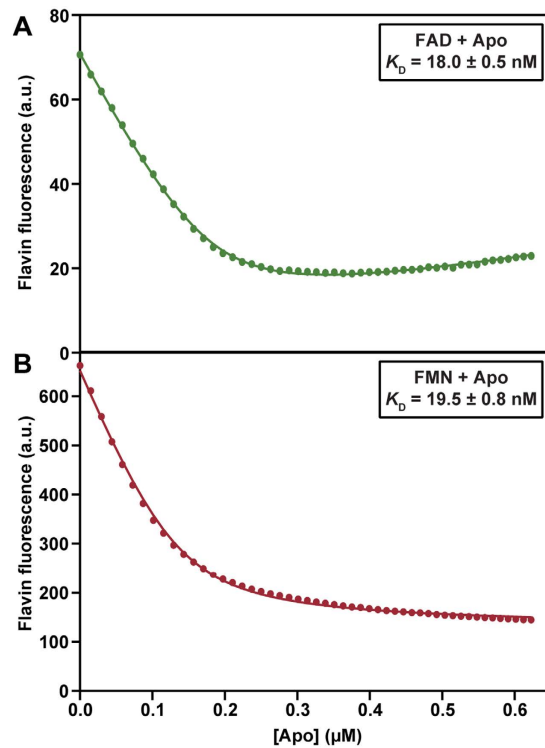 A
FAD + Apo
KD = 18.0 ± 0.5 nM
Flavin fluorescence (a.u.)
80
60
40
20
0
B
FMN + Apo
KD = 19.5 ± 0.8 nM
Flavin fluorescence (a.u.)
600
500
400
300
200
100
0
0.0 0.1 0.2 0.3 0.4 0.5 0.6
[Apo] (µM)